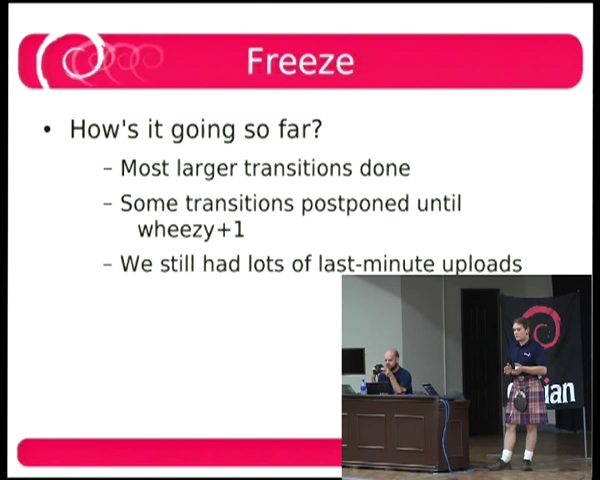 Freeze
• How's it going so far?
– Most larger transitions done
– Some transitions postponed until
wheezy+1
– We still had lots of last-minute uploads